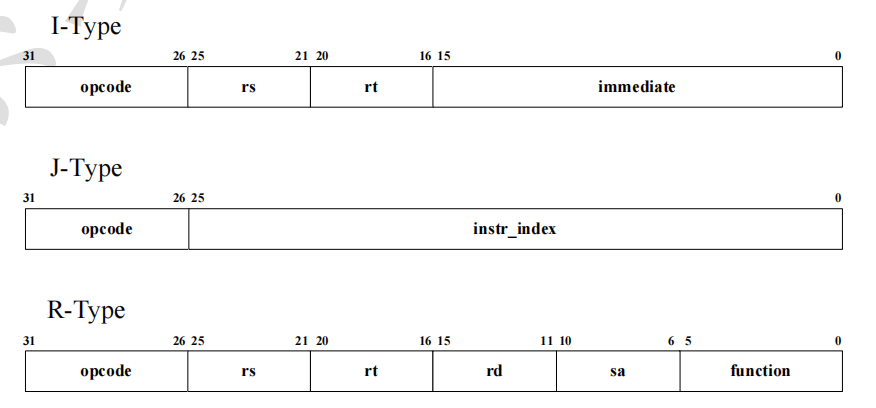 I-Type
31 26 25 21 20 16 15 0
opcode rs rt immediate
J-Type
31 26 25 0
opcode instr_index
R-Type
31 26 25 21 20 16 15 11 10 6 5 0
opcode rs rt rd sa function